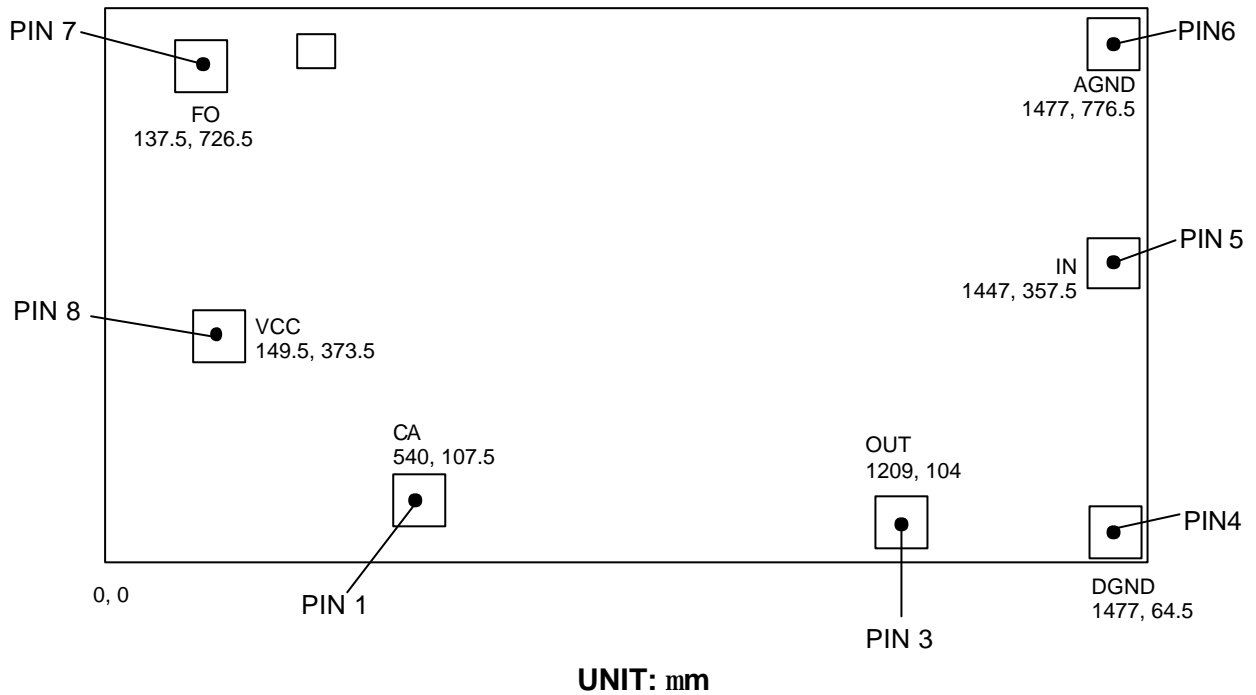 PIN 7
PIN6
FO
137.5, 726.5
AGND
1477, 776.5
PIN 5
IN
1447, 357.5
PIN 8
VCC
149.5, 373.5
CA
540, 107.5
OUT
1209, 104
PIN4
0, 0
PIN 1
DGND
1477, 64.5
PIN 3
UNIT: mm